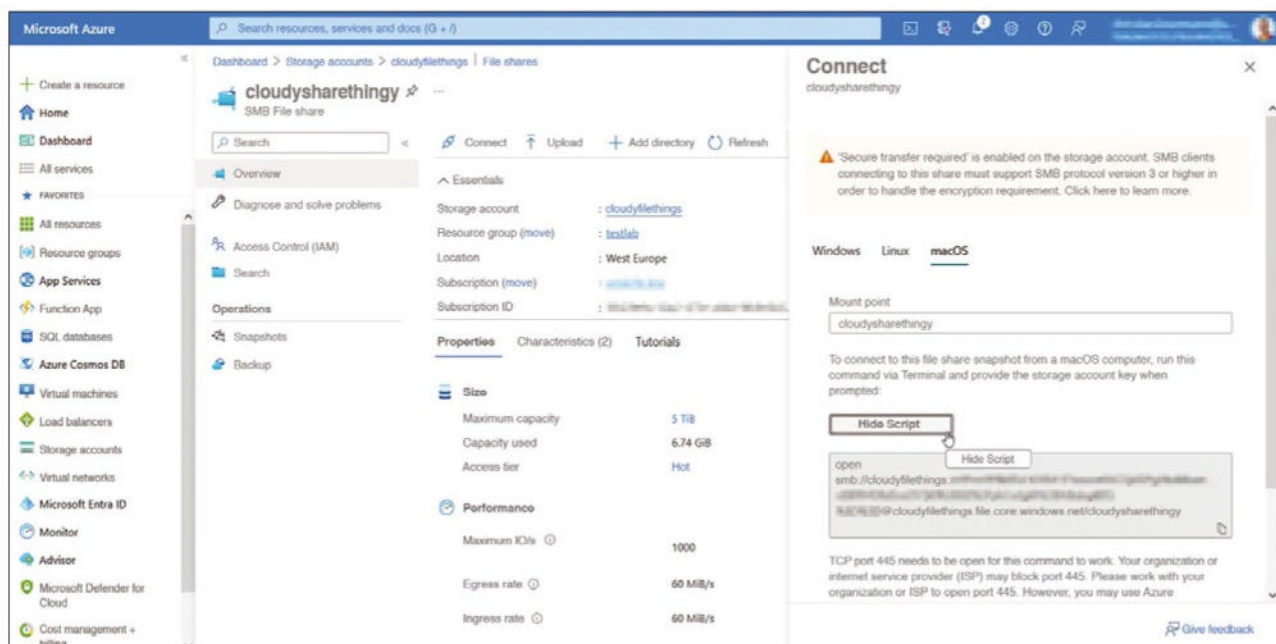 Microsoft Azure
Search resources, services and docs (G + /)
2
Create a resource
Home
Dashboard
All services
FAVORITES
All resources
Resource groups
App Services
Function App
SQL databases
Azure Cosmos DB
Virtual machines
Load balancers
Storage accounts
Virtual networks
Microsoft Entra ID
Monitor
Advisor
Microsoft Defender for
Cloud
Cost management +
billing
Dashboard > Storage accounts > cloudyfilethings | File shares
cloudysharethingy
SMB File share
Search
Overview
Diagnose and solve problems
Access Control (IAM)
Search
Operations
Snapshots
Backup
Connect Upload Add directory Refresh
Essentials
Storage account : cloudyfilethings
Resource group (move) : testlab
Location : West Europe
Subscription (move) :
Subscription ID :
Properties Characteristics (2) Tutorials
Size
Maximum capacity 5 TiB
Capacity used 6.74 GiB
Access tier Hot
Performance
Maximum IO/s 1000
Egress rate 60 MiB/s
Ingress rate 60 MiB/s
Connect
cloudysharethingy
'Secure transfer required' is enabled on the storage account. SMB clients
connecting to this share must support SMB protocol version 3 or higher in
order to handle the encryption requirement. Click here to learn more.
Windows Linux macOS
Mount point
cloudysharethingy
To connect to this file share snapshot from a macOS computer, run this
command via Terminal and provide the storage account key when
prompted:
Hide Script
Hide Script
open
smb://cloudyfilethings:
@cloudyfilethings.file.core.windows.net/cloudysharethingy
TCP port 445 needs to be open for this command to work. Your organization or
internet service provider (ISP) may block port 445. Please work with your
organization or ISP to open port 445. However, you may use Azure
Give feedback